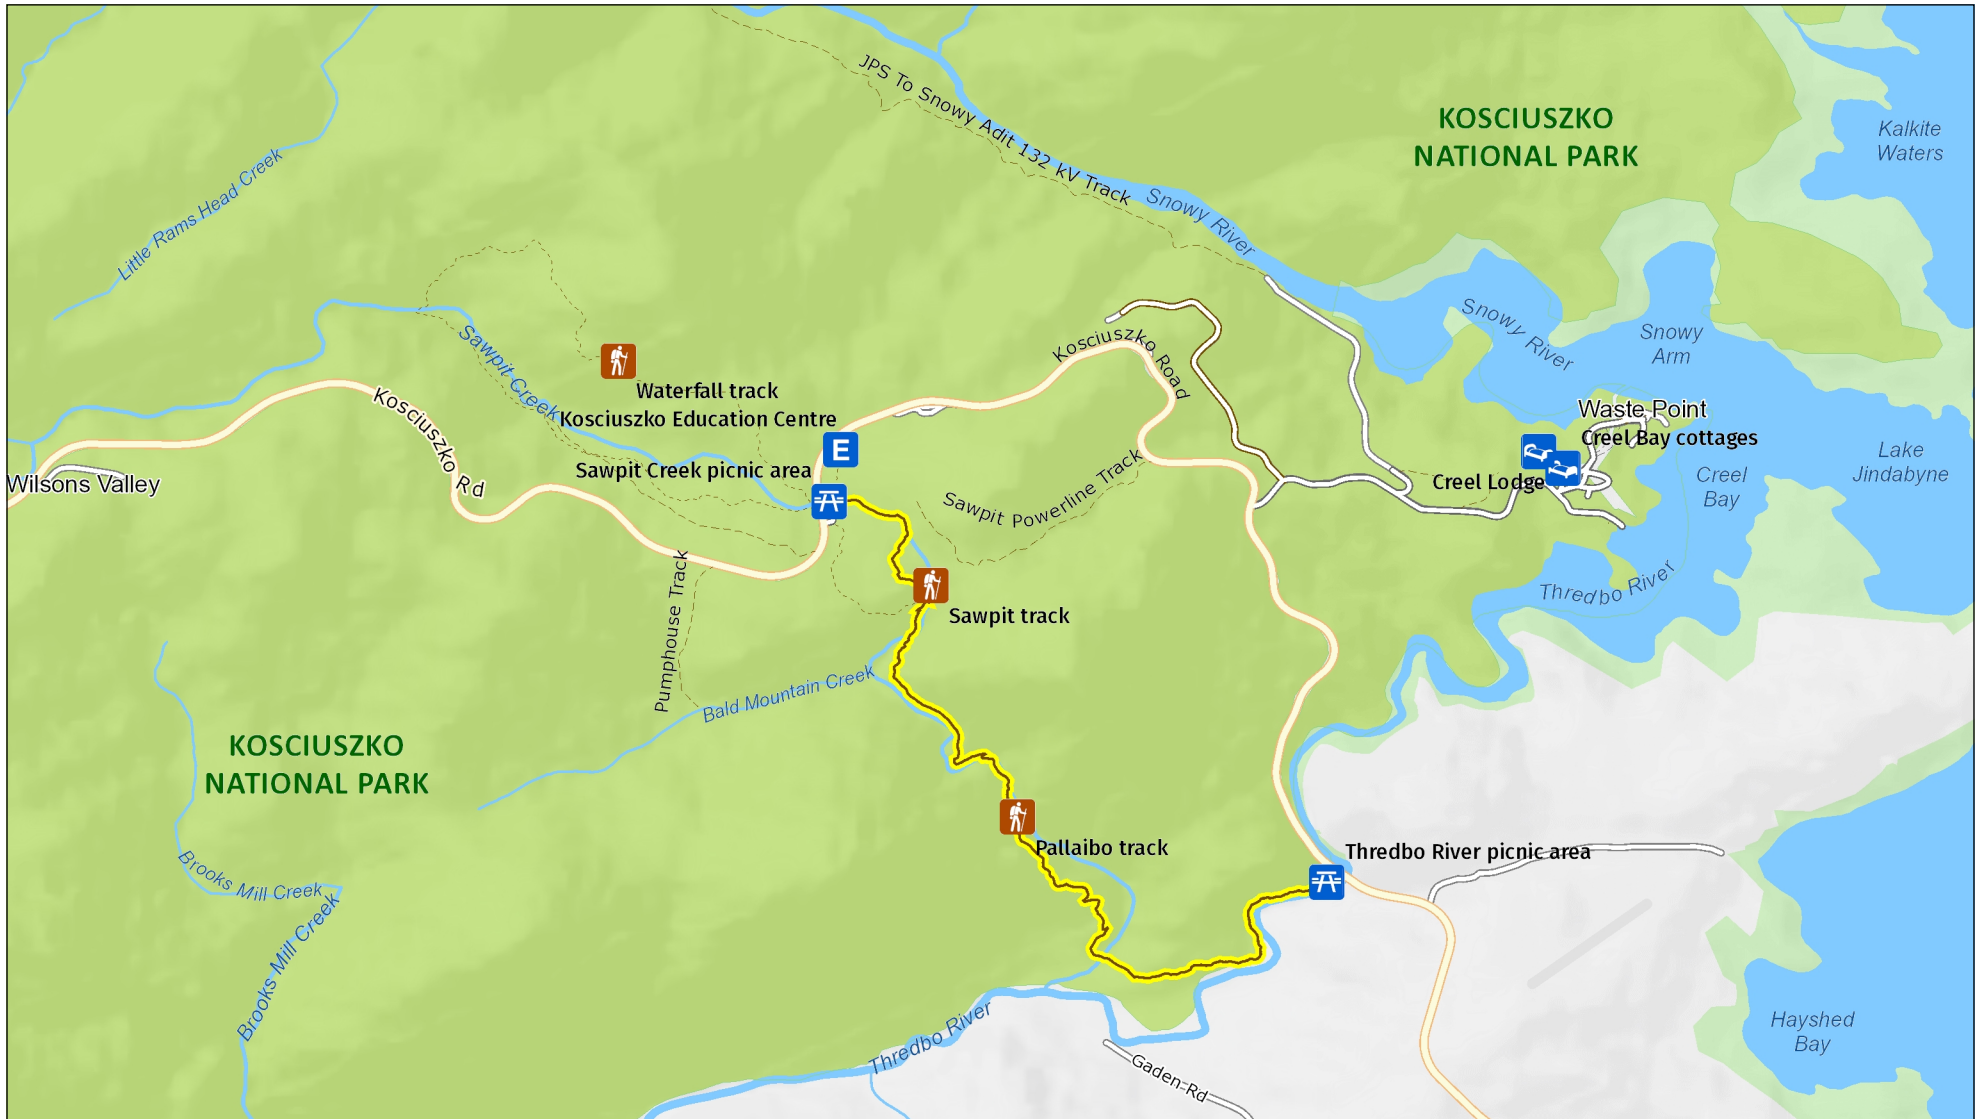 JPS To Snowy Adit 132 kV Track
KOSCIUSZKO
NATIONAL PARK
Kalkite
Waters
Little Rams Head Creek
Snowy River
Snowy River
Snowy
Arm
Sawpit Creek
Kosciuszko Road
Waterfall track
Kosciuszko Rd
Kosciuszko Education Centre
E
Waste Point
Creel Bay cottages
Lake
Jindabyne
Sawpit Creek picnic area
Creel Lodge
Creel
Bay
Wilsons Valley
Sawpit Powerline Track
Thredbo River
Pumphouse Track
Sawpit track
Bald Mountain Creek
KOSCIUSZKO
NATIONAL PARK
Pallaibo track
Thredbo River picnic area
Brooks Mill Creek
Brooks Mill Creek
Thredbo River
Hayshed
Bay
Gaden Rd